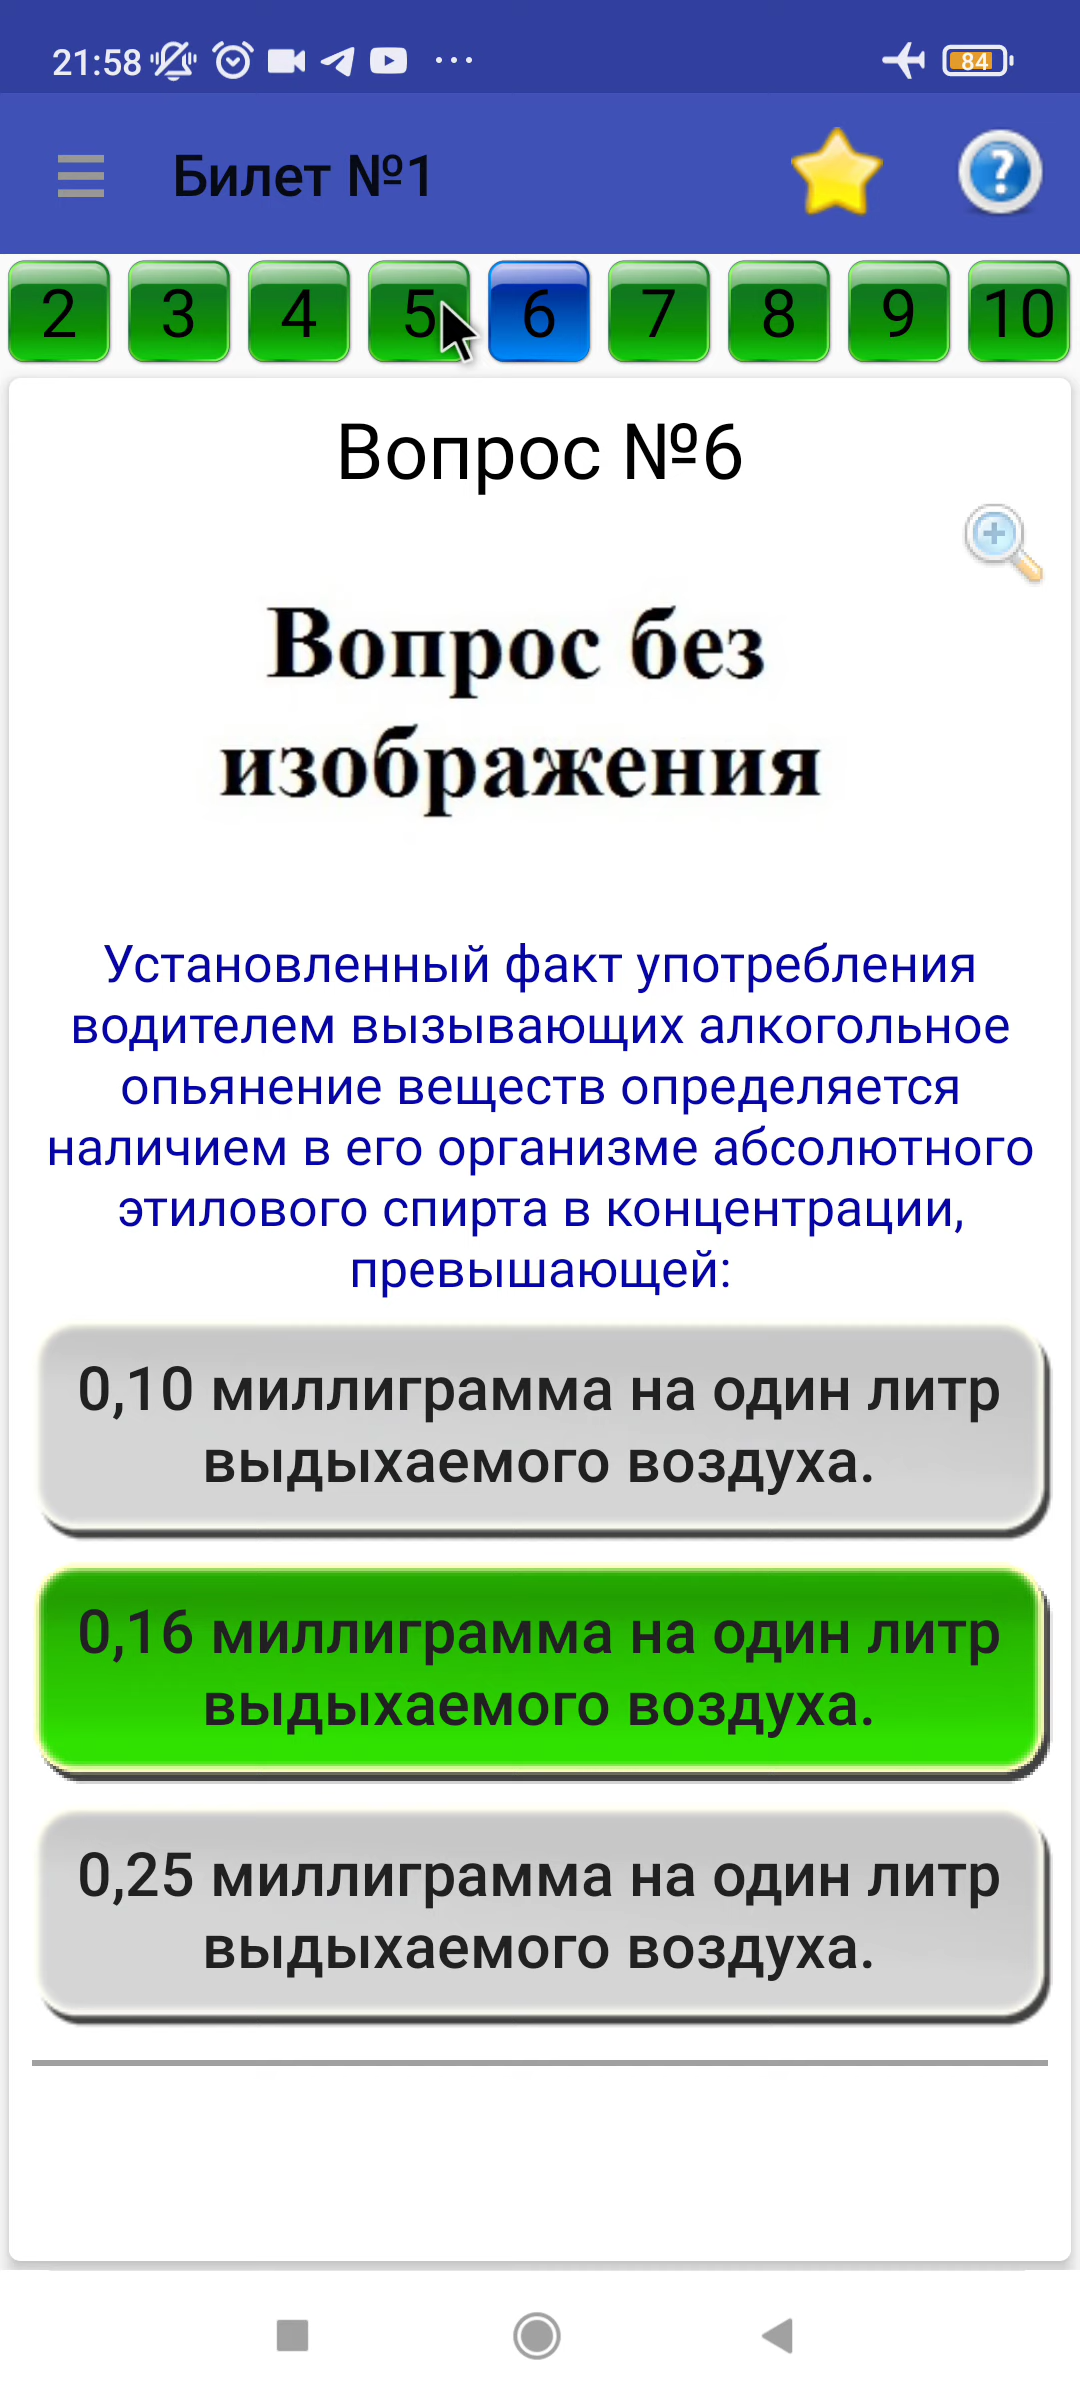 21:58
84
Билет №1
2 3 4 5 6 7 8 9 10
Вопрос №6
Вопрос без
изображения
Установленный факт употребления
водителем вызывающих алкогольное
опьянение веществ определяется
наличием в его организме абсолютного
этилового спирта в концентрации,
превышающей:
0,10 миллиграмма на один литр
выдыхаемого воздуха.
0,16 миллиграмма на один литр
выдыхаемого воздуха.
0,25 миллиграмма на один литр
выдыхаемого воздуха.